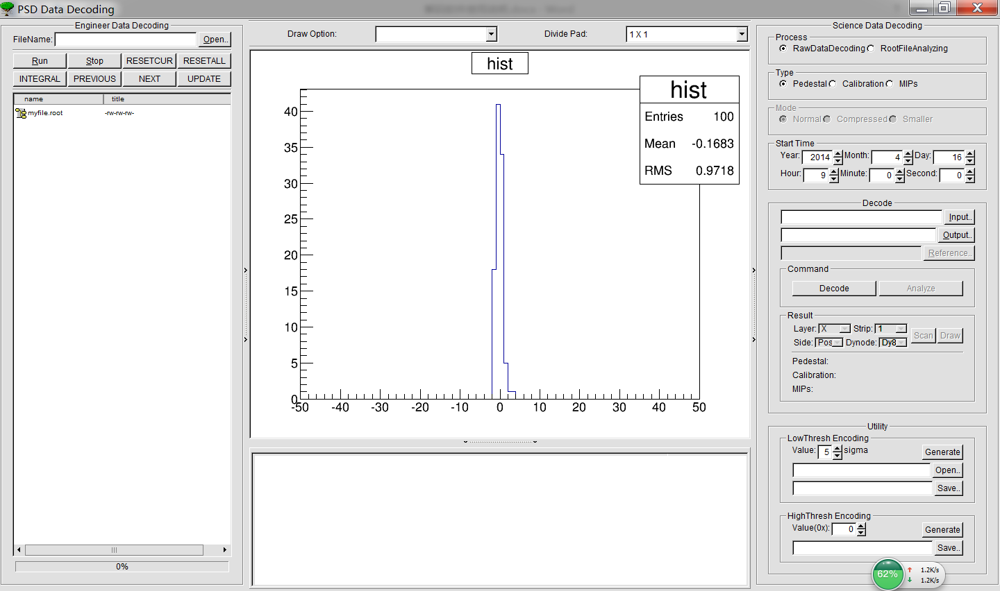 PSD Data Decoding
Engineer Data Decoding
FileName:
Open..
Run
Stop
RESETCUR
RESETALL
INTEGRAL
PREVIOUS
NEXT
UPDATE
name
title
myfile.root
-rw-rw-rw-
0%
Draw Option:
Divide Pad:
1 X 1
hist
hist
Entries 100
Mean -0.1683
RMS 0.9718
40
35
30
25
20
15
10
5
0
-50 -40 -30 -20 -10 0 10 20 30 40 50
Science Data Decoding
Process
RawDataDecoding RootFileAnalyzing
Type
Pedestal Calibration MIPs
Mode
Normal Compressed Smaller
Start Time
Year: 2014 Month: 4 Day: 16
Hour: 9 Minute: 0 Second: 0
Decode
Input..
Output..
Reference..
Command
Decode
Analyze
Result
Layer: X Strip: 1
Side: Pos Dynode: Dy8
Scan
Draw
Pedestal:
Calibration:
MIPs:
Utility
LowThresh Encoding
Value: 5 sigma
Generate
Open..
Save..
HighThresh Encoding
Value(0x): 0
Generate
Save..
62%
1.2K/s
1.2K/s